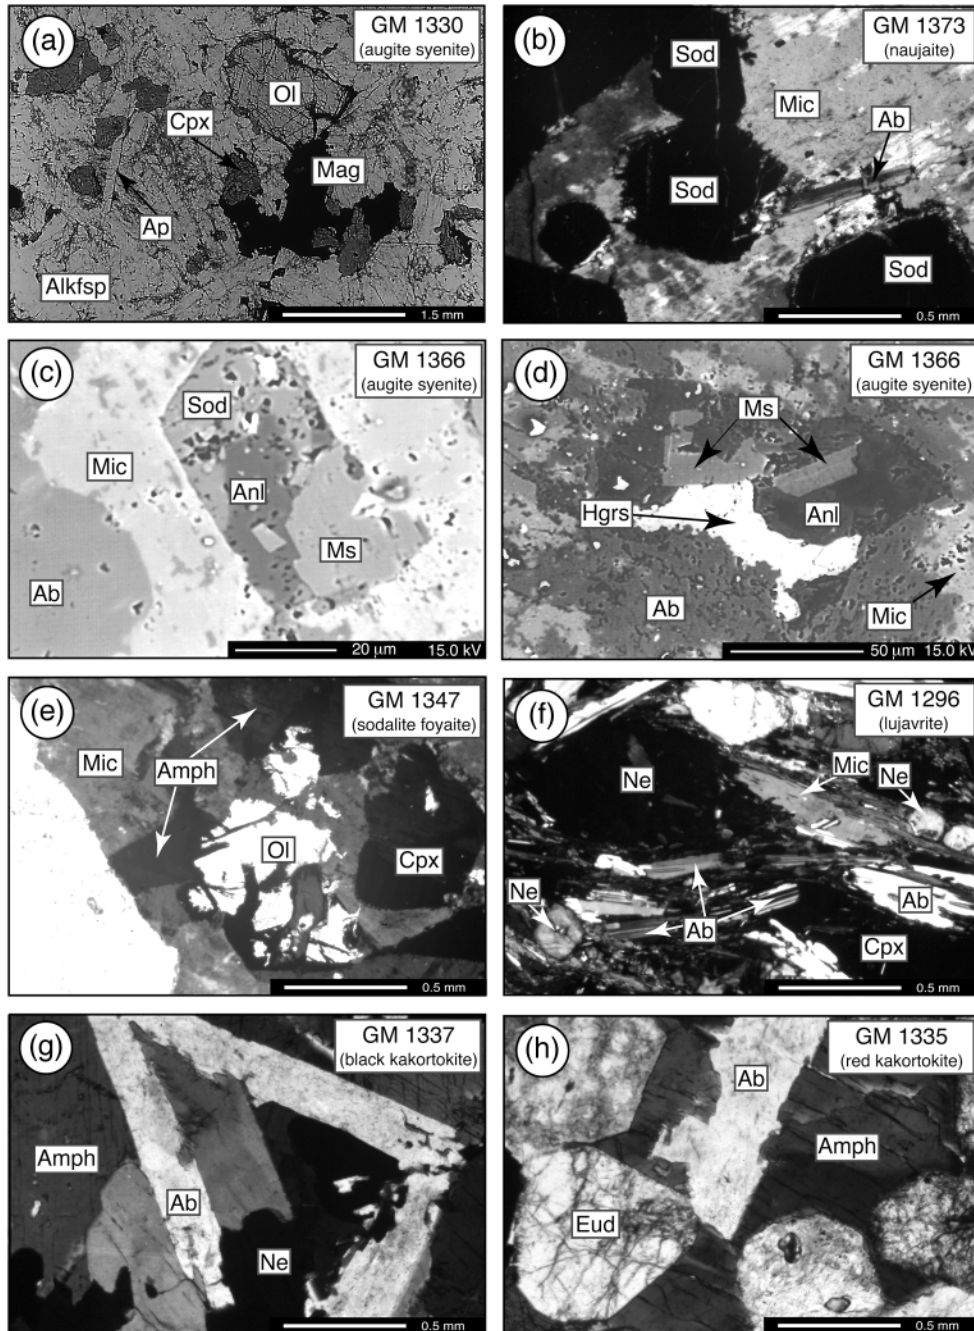 (a)
GM 1330
(augite syenite)
Ol
Cpx
Mag
Ap
Alkfsp
1.5 mm
(b)
GM 1373
(naujaite)
Sod
Mic
Ab
Sod
Sod
0.5 mm
(c)
GM 1366
(augite syenite)
Sod
Mic
Anl
Ms
Ab
20 µm 15.0 kV
(d)
GM 1366
(augite syenite)
Ms
Hgrs
Anl
Ab
Mic
50 µm 15.0 kV
(e)
GM 1347
(sodalite foyaite)
Mic
Amph
Ol
Cpx
0.5 mm
(f)
GM 1296
(lujavrite)
Ne
Mic
Ne
Ne
Ab
Ab
Cpx
0.5 mm
(g)
GM 1337
(black kakortokite)
Amph
Ab
Ne
0.5 mm
(h)
GM 1335
(red kakortokite)
Ab
Amph
Eud
0.5 mm